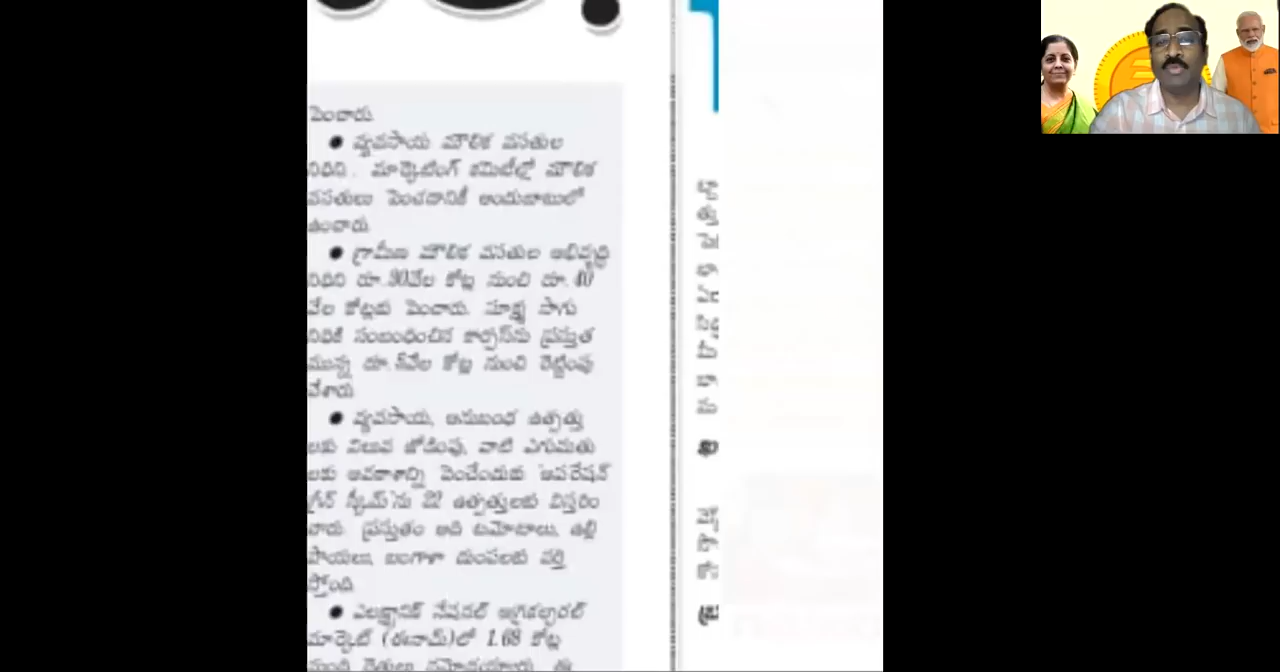 పెంచారు.
● వ్యవసాయ మౌలిక వసతుల
నిధిని . మార్కెటింగ్ కమిటీల్లో మౌలిక
వసతులు పెంచడానికీ అందుబాటులో
ఉంచారు.
● గ్రామీణ మౌలిక వసతుల అభివృద్ధి
నిధిని రూ.30వేల కోట్ల నుంచి రూ.40
వేల కోట్లకు పెంచారు. సూక్ష్మ సాగు
నిధికి సంబంధించిన కార్పస్‌ను ప్రస్తుత
మున్న రూ.5వేల కోట్ల నుంచి రెట్టింపు
చేశారు.
● వ్యవసాయ, అనుబంధ ఉత్పత్తు
లకు విలువ జోడింపు, వాటి ఎగుమతు
లకు అవకాశాన్ని పెంచేందుకు 'ఆపరేషన్
గ్రీన్ స్కీమ్'ను 22 ఉత్పత్తులకు విస్తరిం
చారు. ప్రస్తుతం అది టమోటాలు, ఉల్లి
పాయలు, బంగాళా దుంపలకు వర్తి
స్తోంది.
● ఎలక్ట్రానిక్ నేషనల్ అగ్రికల్చరల్
మార్కెట్ (ఈనామ్)లో 1.68 కోట్ల
మంది రైతులు నమోదయ్యారు. ఈ